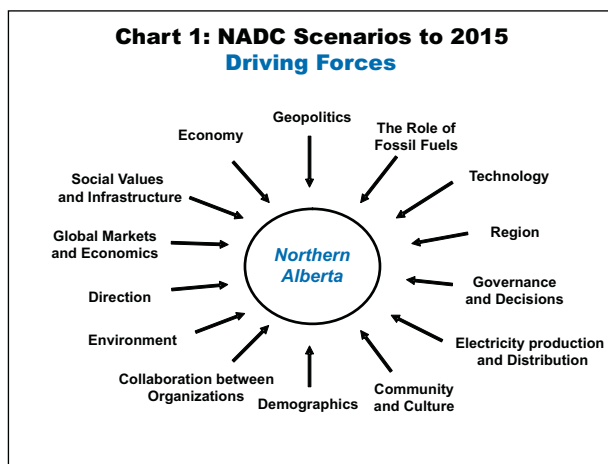 Chart 1: NADC Scenarios to 2015
Driving Forces
Geopolitics
The Role of
Fossil Fuels
Technology
Region
Governance
and Decisions
Electricity production
and Distribution
Community
and Culture
Demographics
Collaboration between
Organizations
Environment
Direction
Global Markets
and Economics
Social Values
and Infrastructure
Economy
Northern
Alberta